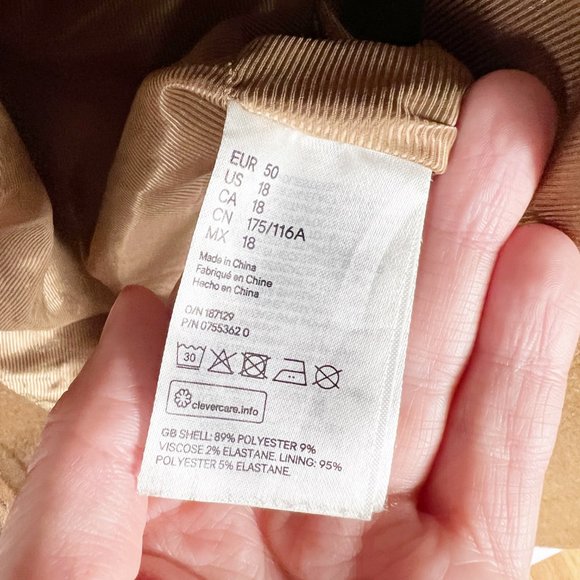 EUR 50
US 18
CA 18
CN 175/116A
MX 18
Made in China
Fabriqué en Chine
Hecho en China
O/N 187129
P/N 0755362 0
30
clevercare.info
GB SHELL: 89% POLYESTER 9%
VISCOSE 2% ELASTANE. LINING: 95%
POLYESTER 5% ELASTANE.